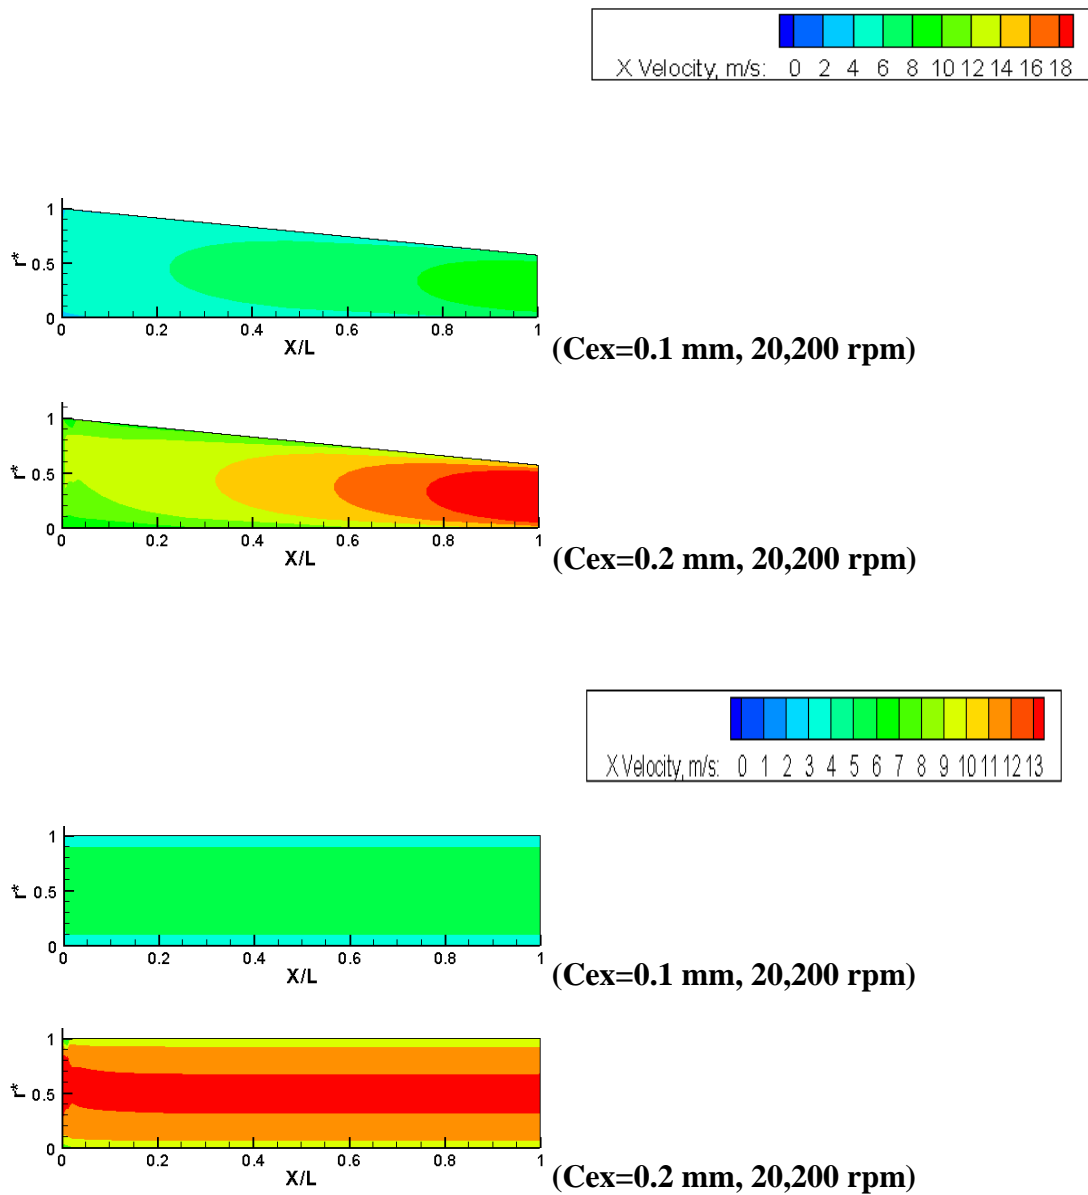 X Velocity, m/s: 0 2 4 6 8 10 12 14 16 18
1
r* 0.5
0
0 0.2 0.4 0.6 0.8 1
X/L
(Cex=0.1 mm, 20,200 rpm)
1
r* 0.5
0
0 0.2 0.4 0.6 0.8 1
X/L
(Cex=0.2 mm, 20,200 rpm)
X Velocity, m/s: 0 1 2 3 4 5 6 7 8 9 10 11 12 13
1
r* 0.5
0
0 0.2 0.4 0.6 0.8 1
X/L
(Cex=0.1 mm, 20,200 rpm)
1
r* 0.5
0
0 0.2 0.4 0.6 0.8 1
X/L
(Cex=0.2 mm, 20,200 rpm)